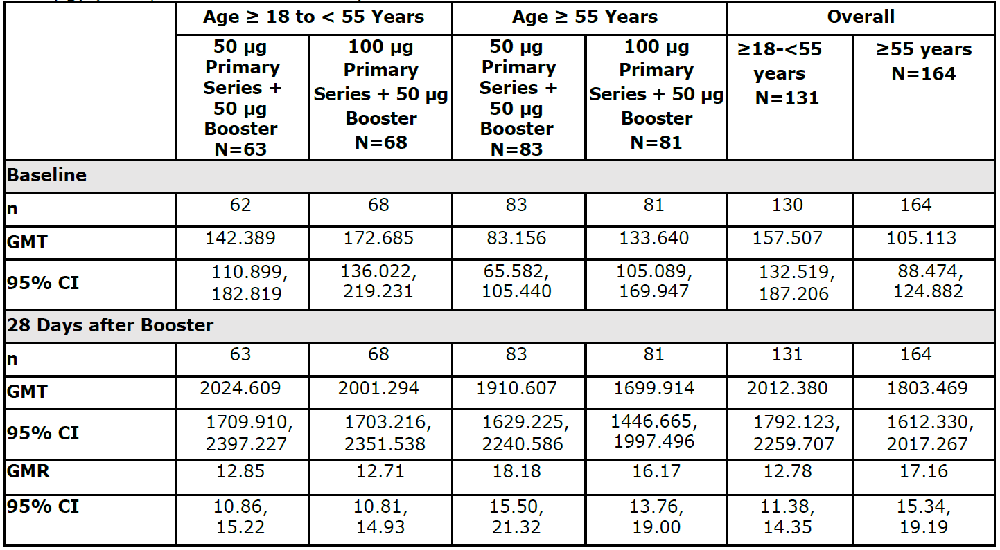 Age ≥ 18 to < 55 Years Age ≥ 55 Years Overall
50 µg Primary Series + 50 µg Booster N=63 100 µg Primary Series + 50 µg Booster N=68 50 µg Primary Series + 50 µg Booster N=83 100 µg Primary Series + 50 µg Booster N=81 ≥18-<55 years N=131 ≥55 years N=164
Baseline
n 62 68 83 81 130 164
GMT 142.389 172.685 83.156 133.640 157.507 105.113
95% CI 110.899, 182.819 136.022, 219.231 65.582, 105.440 105.089, 169.947 132.519, 187.206 88.474, 124.882
28 Days after Booster
n 63 68 83 81 131 164
GMT 2024.609 2001.294 1910.607 1699.914 2012.380 1803.469
95% CI 1709.910, 2397.227 1703.216, 2351.538 1629.225, 2240.586 1446.665, 1997.496 1792.123, 2259.707 1612.330, 2017.267
GMR 12.85 12.71 18.18 16.17 12.78 17.16
95% CI 10.86, 15.22 10.81, 14.93 15.50, 21.32 13.76, 19.00 11.38, 14.35 15.34, 19.19